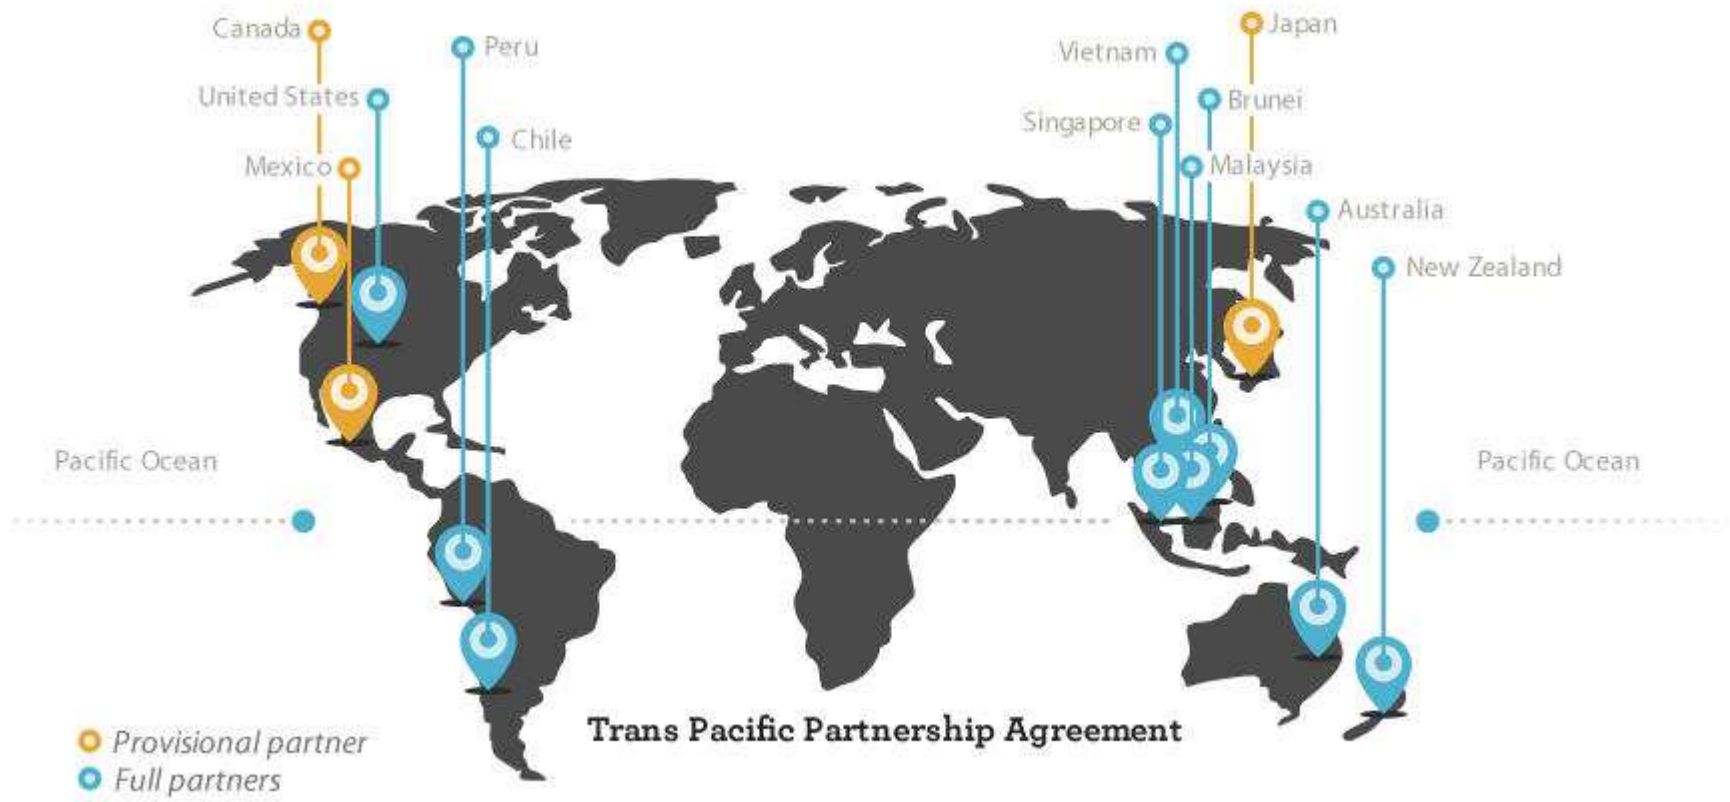 Canada
Peru
Japan
Vietnam
United States
Brunei
Singapore
Chile
Mexico
Malaysia
Australia
New Zealand
Pacific Ocean
Pacific Ocean
Trans Pacific Partnership Agreement
Provisional partner
Full partners